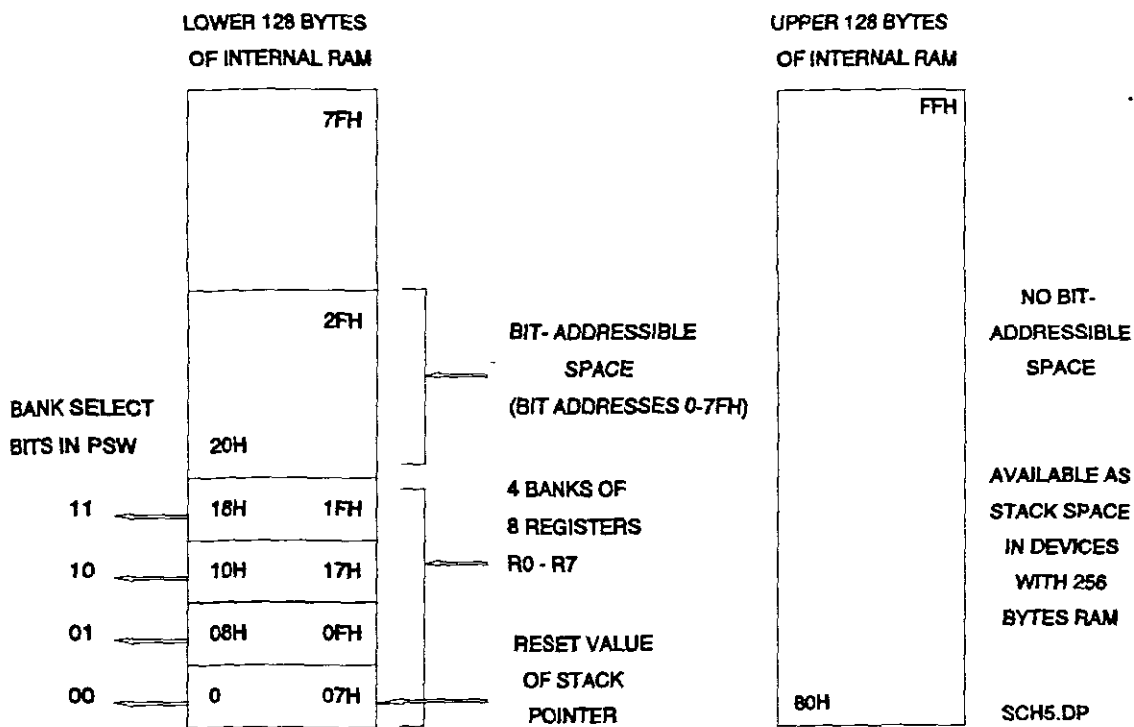 LOWER 128 BYTES
OF INTERNAL RAM
7FH
2FH
20H
BIT- ADDRESSIBLE
SPACE
(BIT ADDRESSES 0-7FH)
BANK SELECT
BITS IN PSW
11
18H 1FH
10
10H 17H
01
08H 0FH
00
0 07H
4 BANKS OF
8 REGISTERS
R0 - R7
RESET VALUE
OF STACK
POINTER
UPPER 128 BYTES
OF INTERNAL RAM
FFH
80H
NO BIT-
ADDRESSIBLE
SPACE
AVAILABLE AS
STACK SPACE
IN DEVICES
WITH 256
BYTES RAM
SCH5.DP